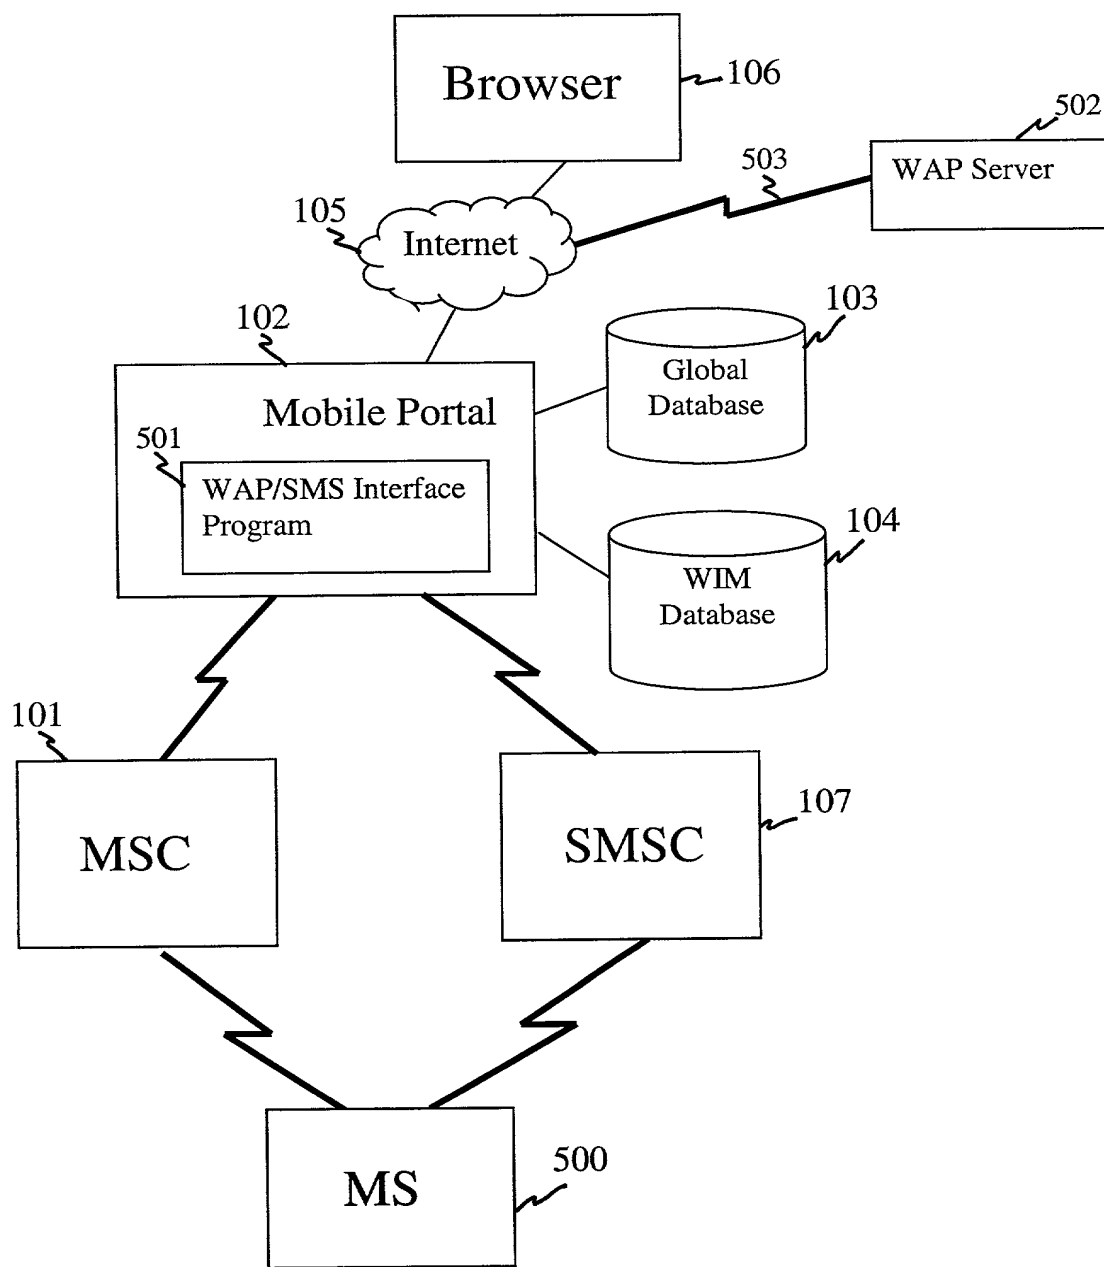 Browser
106
502
WAP Server
503
105
Internet
102
103
Global
Database
Mobile Portal
501
WAP/SMS Interface
Program
104
WIM
Database
101
MSC
107
SMSC
500
MS